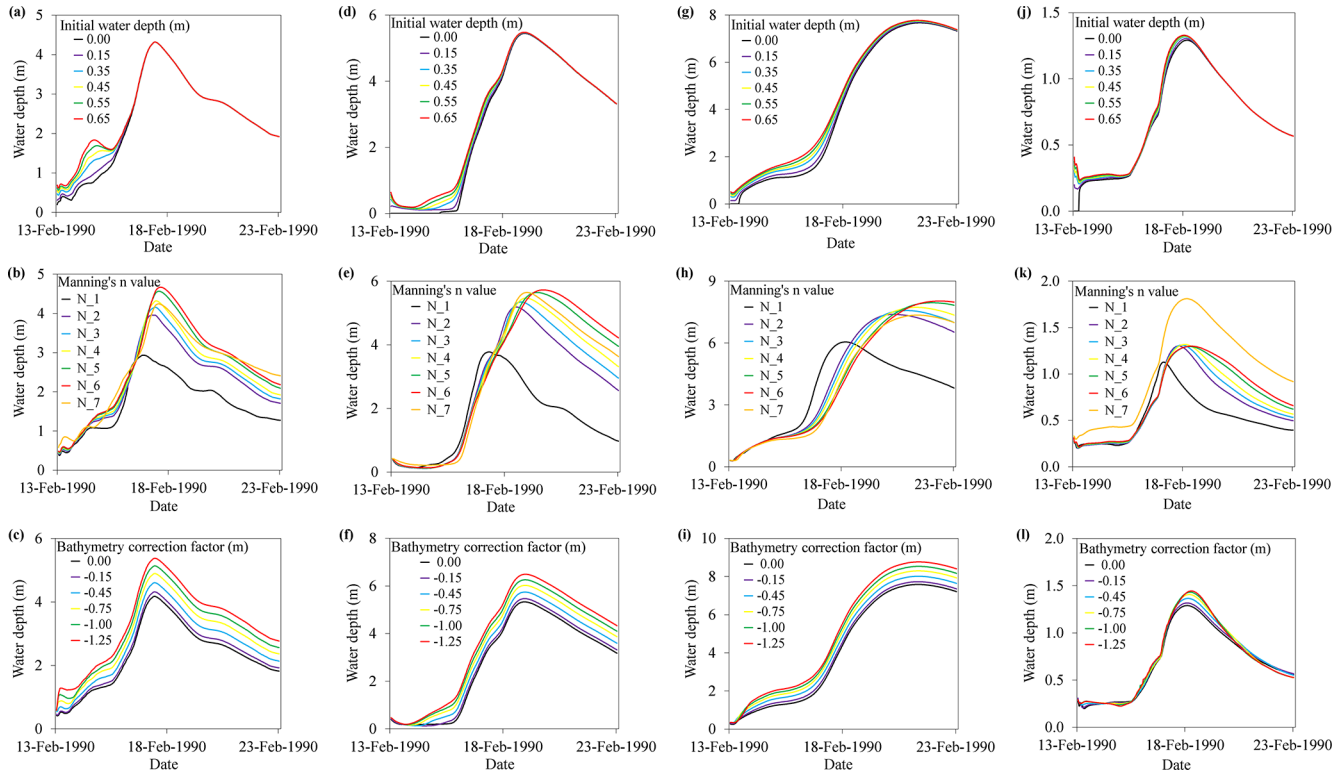 (a)
Initial water depth (m)
0.00
0.15
0.35
0.45
0.55
0.65
5
4
3
2
1
0
Water depth (m)
13-Feb-1990 18-Feb-1990 23-Feb-1990
Date
(d)
Initial water depth (m)
0.00
0.15
0.35
0.45
0.55
0.65
6
4
2
0
Water depth (m)
13-Feb-1990 18-Feb-1990 23-Feb-1990
Date
(g)
Initial water depth (m)
0.00
0.15
0.35
0.45
0.55
0.65
8
6
4
2
0
Water depth (m)
13-Feb-1990 18-Feb-1990 23-Feb-1990
Date
(j)
Initial water depth (m)
0.00
0.15
0.35
0.45
0.55
0.65
1.5
1.0
0.5
0.0
Water depth (m)
13-Feb-1990 18-Feb-1990 23-Feb-1990
Date
(b)
Manning's n value
N_1
N_2
N_3
N_4
N_5
N_6
N_7
5
4
3
2
1
0
Water depth (m)
13-Feb-1990 18-Feb-1990 23-Feb-1990
Date
(e)
Manning's n value
N_1
N_2
N_3
N_4
N_5
N_6
N_7
6
4
2
0
Water depth (m)
13-Feb-1990 18-Feb-1990 23-Feb-1990
Date
(h)
Manning's n value
N_1
N_2
N_3
N_4
N_5
N_6
N_7
9
6
3
0
Water depth (m)
13-Feb-1990 18-Feb-1990 23-Feb-1990
Date
(k)
Manning's n value
N_1
N_2
N_3
N_4
N_5
N_6
N_7
2.0
1.5
1.0
0.5
0.0
Water depth (m)
13-Feb-1990 18-Feb-1990 23-Feb-1990
Date
(c)
Bathymetry correction factor (m)
0.00
-0.15
-0.45
-0.75
-1.00
-1.25
6
4
2
0
Water depth (m)
13-Feb-1990 18-Feb-1990 23-Feb-1990
Date
(f)
Bathymetry correction factor (m)
0.00
-0.15
-0.45
-0.75
-1.00
-1.25
8
6
4
2
0
Water depth (m)
13-Feb-1990 18-Feb-1990 23-Feb-1990
Date
(i)
Bathymetry correction factor (m)
0.00
-0.15
-0.45
-0.75
-1.00
-1.25
10
8
6
4
2
0
Water depth (m)
13-Feb-1990 18-Feb-1990 23-Feb-1990
Date
(l)
Bathymetry correction factor (m)
0.00
-0.15
-0.45
-0.75
-1.00
-1.25
2.0
1.5
1.0
0.5
0.0
Water depth (m)
13-Feb-1990 18-Feb-1990 23-Feb-1990
Date